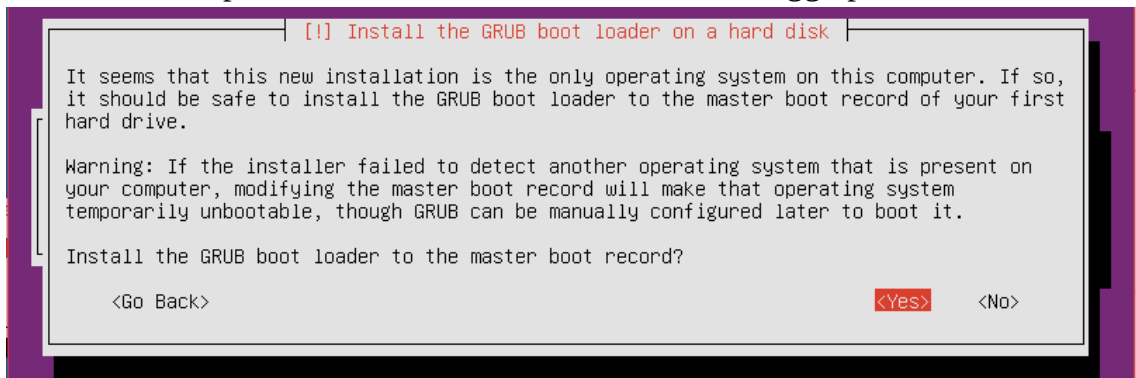 [!] Install the GRUB boot loader on a hard disk
It seems that this new installation is the only operating system on this computer. If so,
it should be safe to install the GRUB boot loader to the master boot record of your first
hard drive.
Warning: If the installer failed to detect another operating system that is present on
your computer, modifying the master boot record will make that operating system
temporarily unbootable, though GRUB can be manually configured later to boot it.
Install the GRUB boot loader to the master boot record?
<Go Back> <Yes> <No>